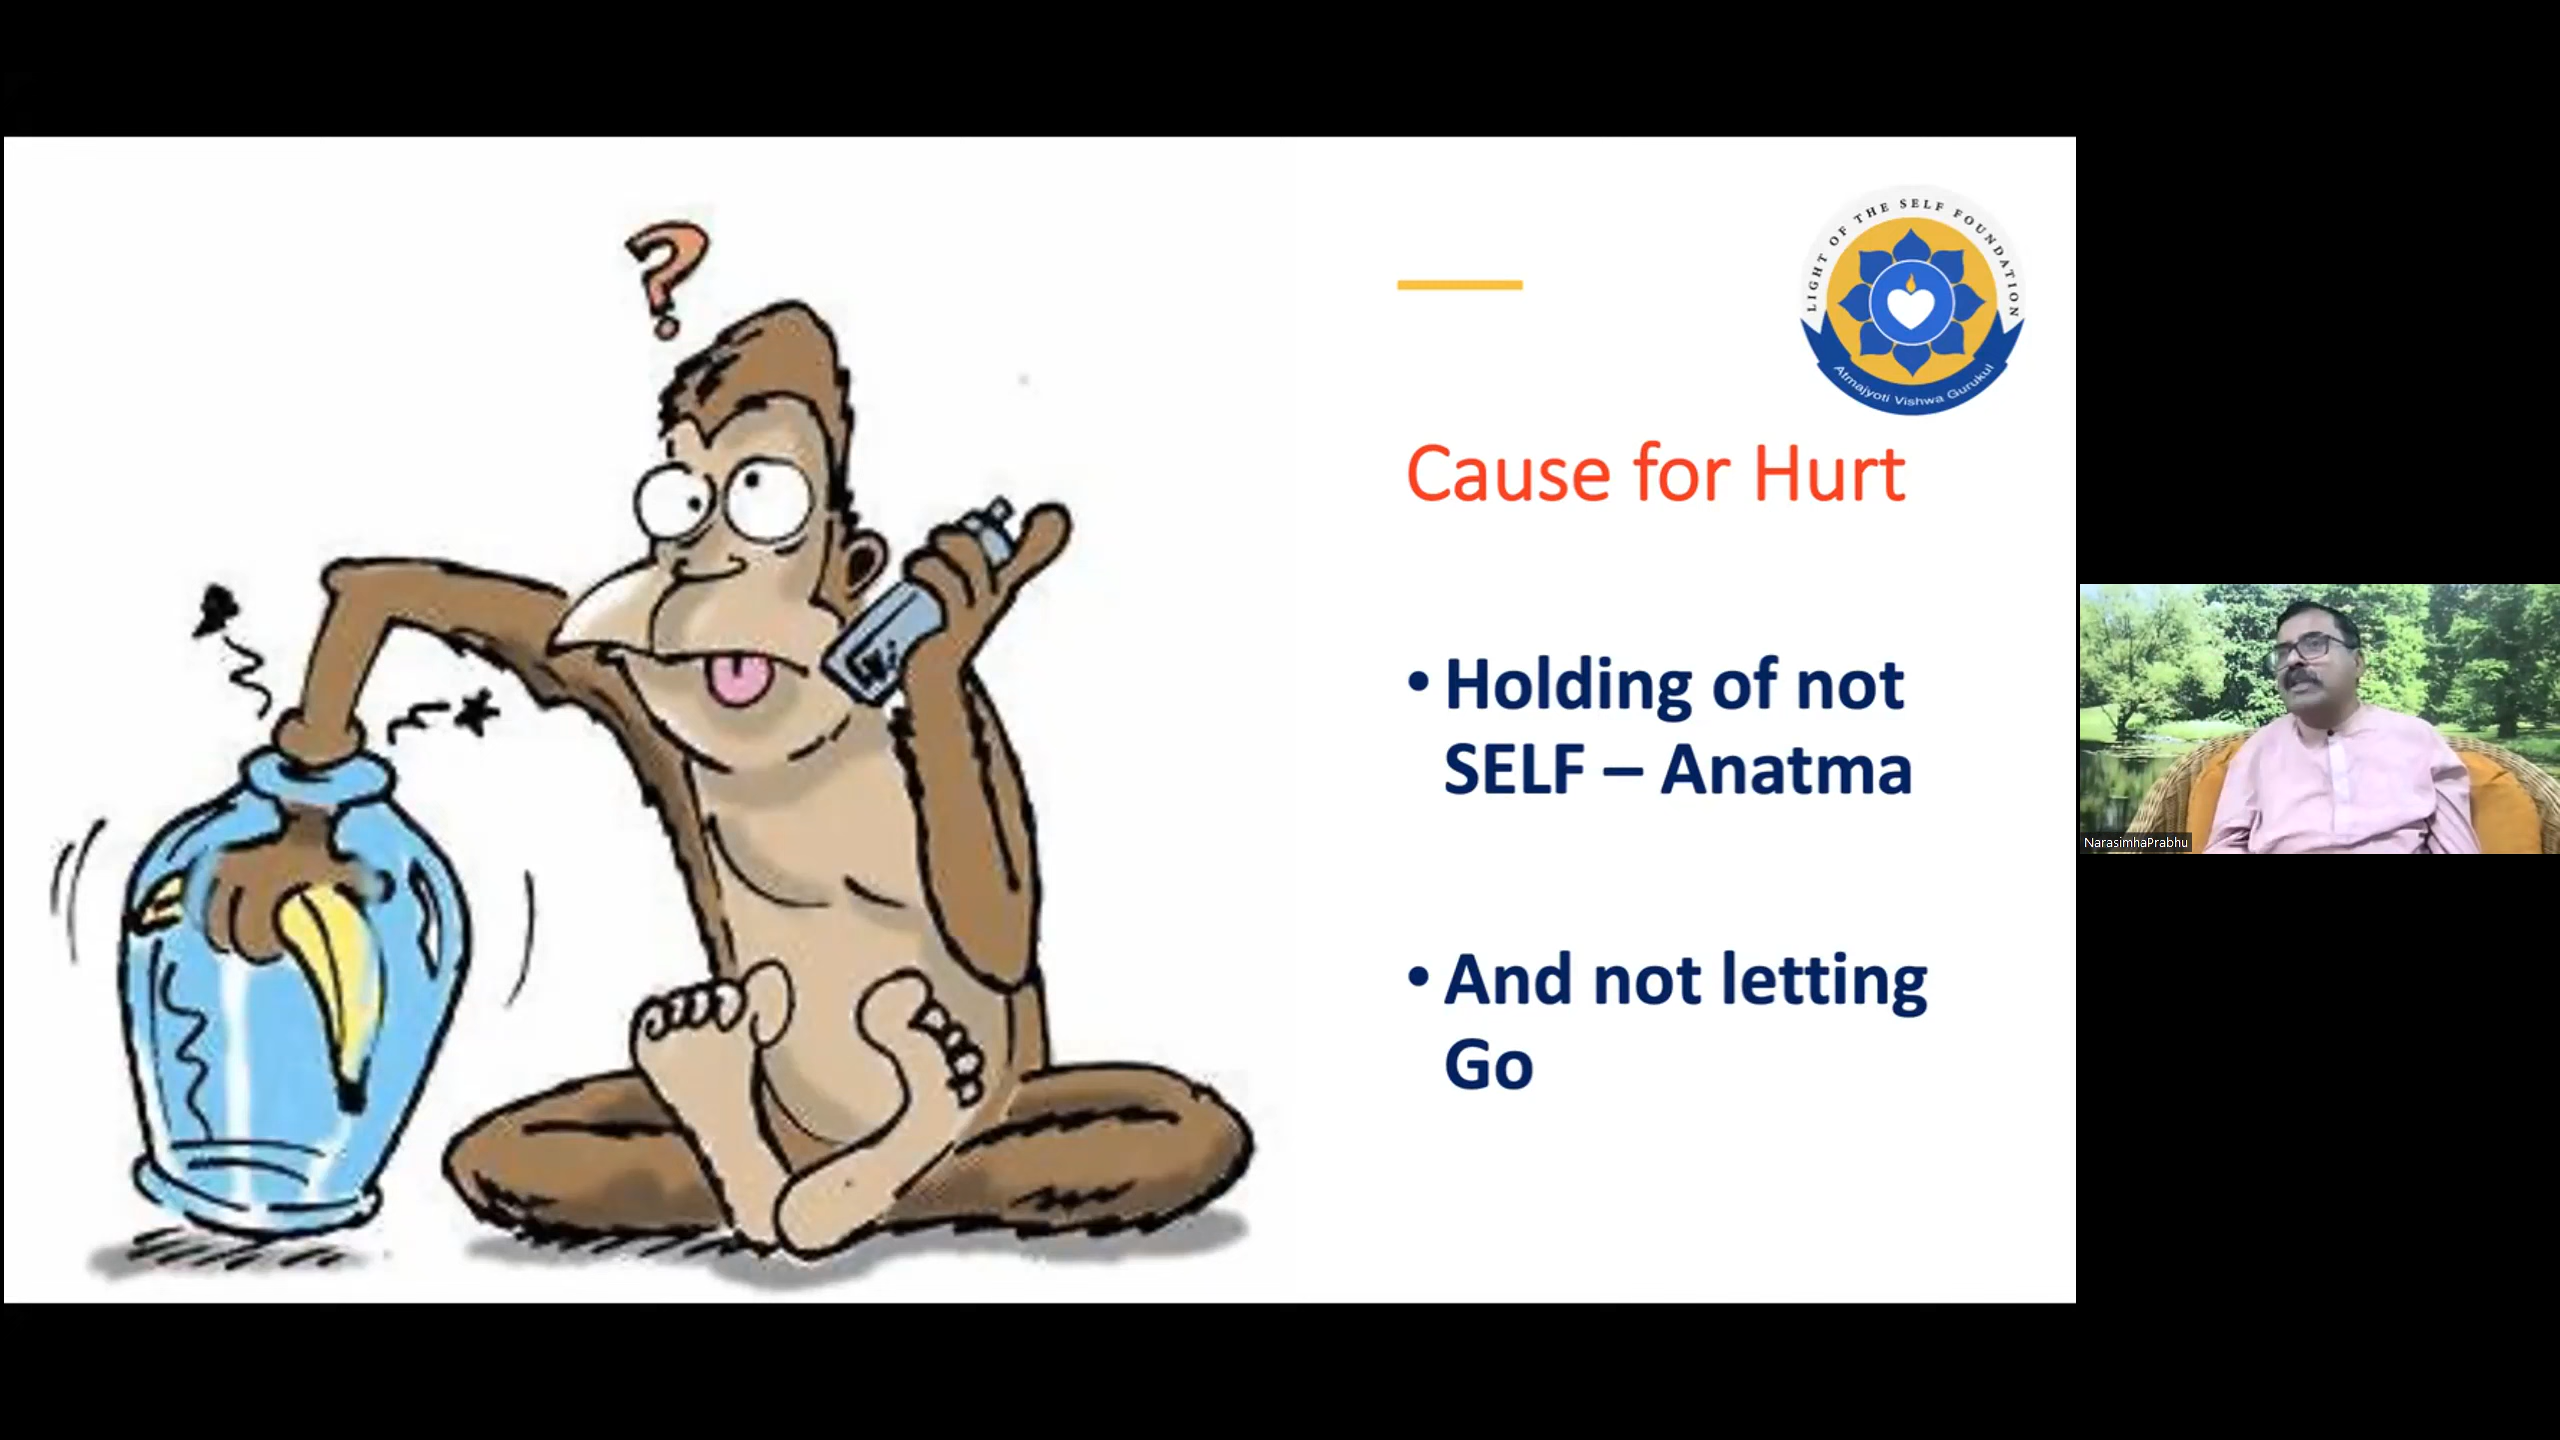 ?
LIGHT OF THE SELF FOUNDATION
Atmajyoti Vishwa Gurukul
Cause for Hurt
• Holding of not
SELF – Anatma
• And not letting
Go
NarasimhaPrabhu